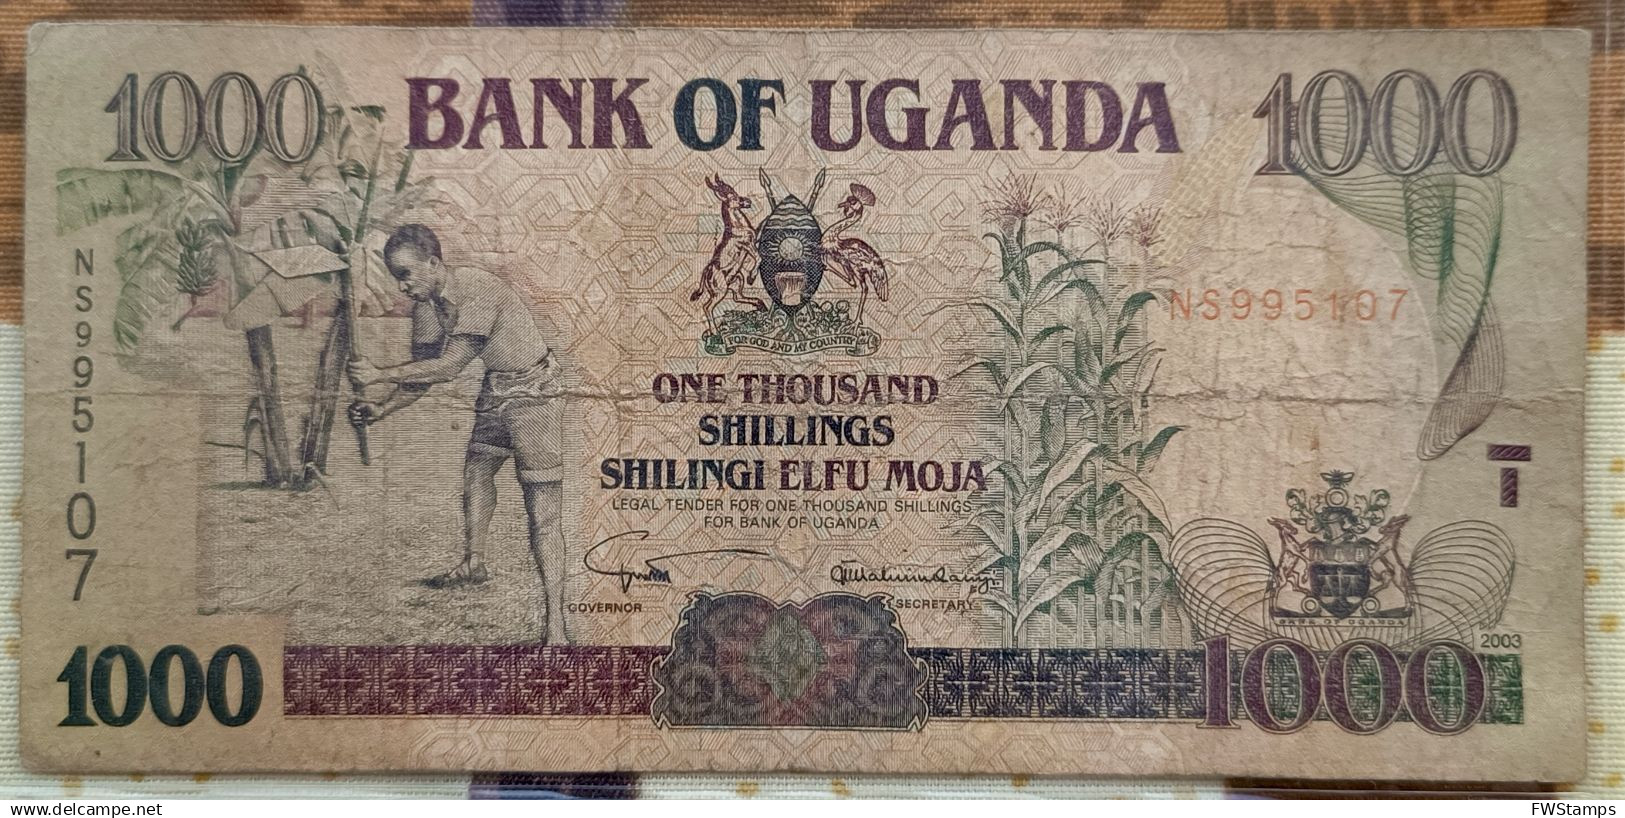 1000
BANK OF UGANDA
1000
NS995107
FOR GOD AND MY COUNTRY
NS995107
ONE THOUSAND
SHILLINGS
SHILINGI ELFU MOJA
LEGAL TENDER FOR ONE THOUSAND SHILLINGS
FOR BANK OF UGANDA
GOVERNOR
SECRETARY
BANK OF UGANDA
2003
1000
1000
www.delcampe.net
FWStamps